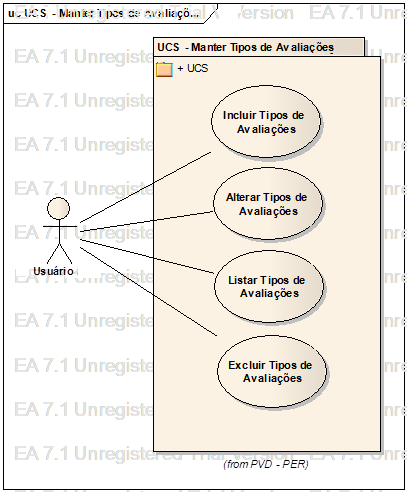 uc UCS - Manter Tipos de Avaliaçõ...
UCS - Manter Tipos de Avaliações
+ UCS
Incluir Tipos de
Avaliações
Alterar Tipos de
Avaliações
Usuário
Listar Tipos de
Avaliações
Excluir Tipos de
Avaliações
(from PVD - PER)
EA 7.1 Unregistered Trial Version